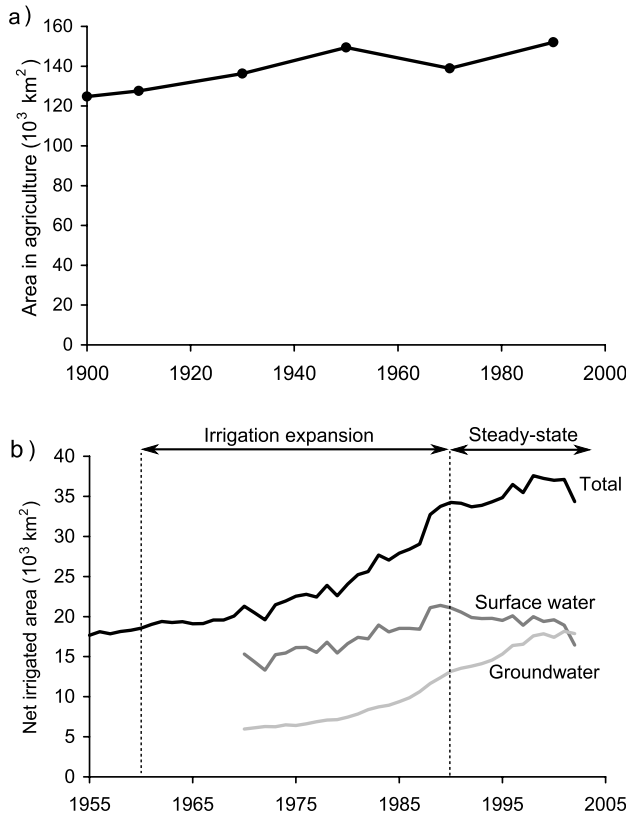 a)
Area in agriculture (10³ km²)
160
140
120
100
80
60
40
20
0
1900 1920 1940 1960 1980 2000
b)
Irrigation expansion Steady-state
Net irrigated area (10³ km²)
40
35
30
25
20
15
10
5
0
Total
Surface water
Groundwater
1955 1965 1975 1985 1995 2005